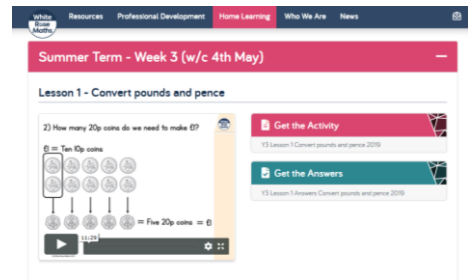 White Rose Maths
Resources
Professional Development
Home Learning
Who We Are
News
Summer Term - Week 3 (w/c 4th May)
Lesson 1 - Convert pounds and pence
2) How many 20p coins do we need to make £1?
£1 = Ten 10p coins
= Five 20p coins = £1
11:29
Get the Activity
Y3 Lesson 1 Convert pounds and pence 2019
Get the Answers
Y3 Lesson 1 Answers Convert pounds and pence 2019